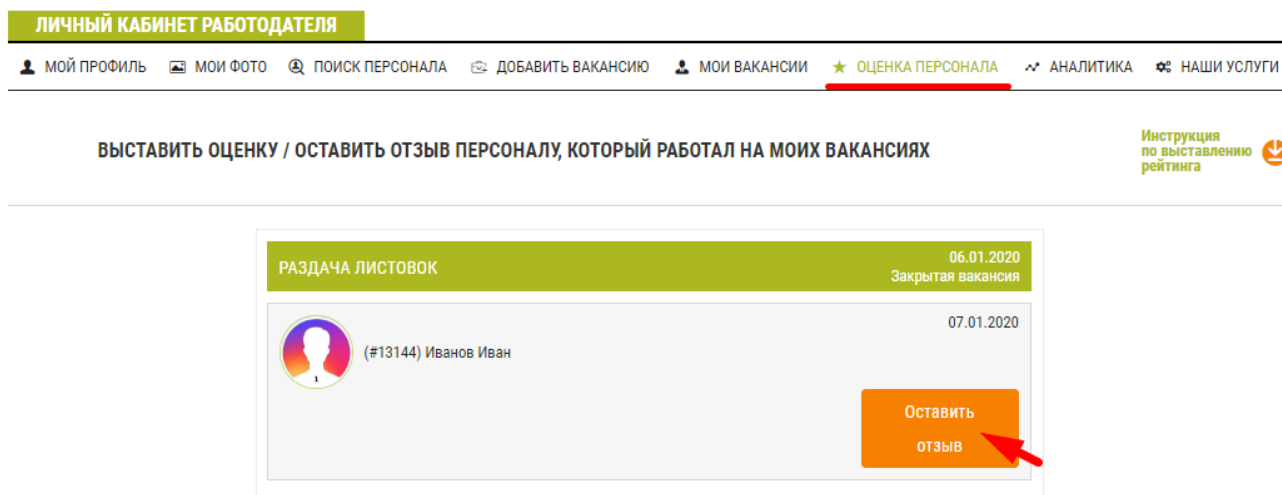 ЛИЧНЫЙ КАБИНЕТ РАБОТОДАТЕЛЯ
МОЙ ПРОФИЛЬ МОИ ФОТО ПОИСК ПЕРСОНАЛА ДОБАВИТЬ ВАКАНСИЮ МОИ ВАКАНСИИ ОЦЕНКА ПЕРСОНАЛА АНАЛИТИКА НАШИ УСЛУГИ
ВЫСТАВИТЬ ОЦЕНКУ / ОСТАВИТЬ ОТЗЫВ ПЕРСОНАЛУ, КОТОРЫЙ РАБОТАЛ НА МОИХ ВАКАНСИЯХ
Инструкция
по выставлению
рейтинга
РАЗДАЧА ЛИСТОВОК
06.01.2020
Закрытая вакансия
07.01.2020
(#13144) Иванов Иван
1
Оставить
отзыв